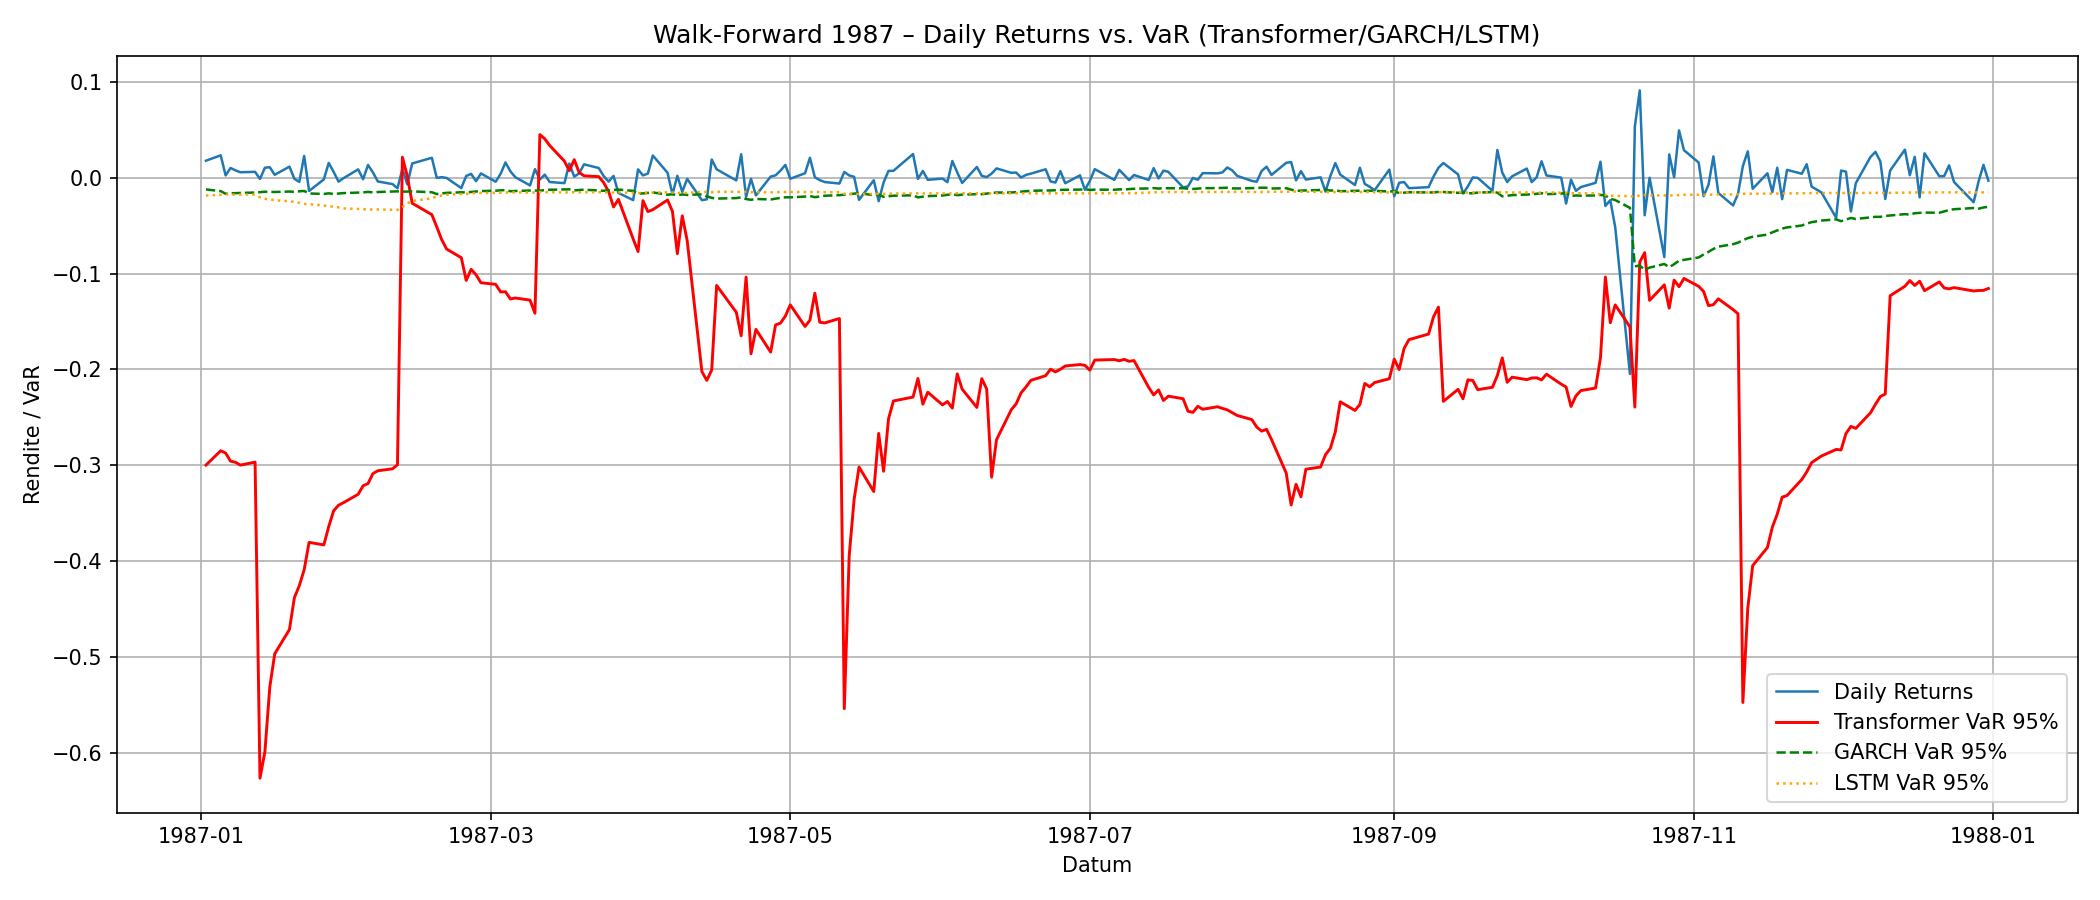 Walk-Forward 1987 – Daily Returns vs. VaR (Transformer/GARCH/LSTM)
Rendite / VaR
0.1
0.0
−0.1
−0.2
−0.3
−0.4
−0.5
−0.6
Daily Returns
Transformer VaR 95%
GARCH VaR 95%
LSTM VaR 95%
1987-01
1987-03
1987-05
1987-07
1987-09
1987-11
1988-01
Datum